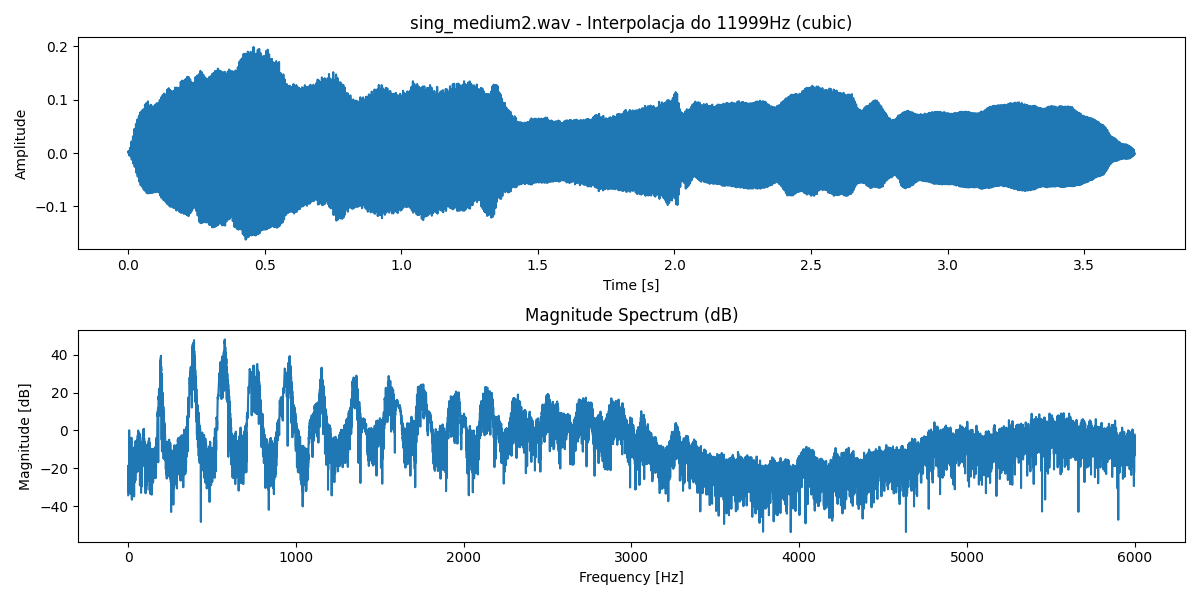 sing_medium2.wav - Interpolacja do 11999Hz (cubic)
Amplitude
0.2
0.1
0.0
−0.1
0.0 0.5 1.0 1.5 2.0 2.5 3.0 3.5
Time [s]
Magnitude Spectrum (dB)
Magnitude [dB]
40
20
0
−20
−40
0 1000 2000 3000 4000 5000 6000
Frequency [Hz]